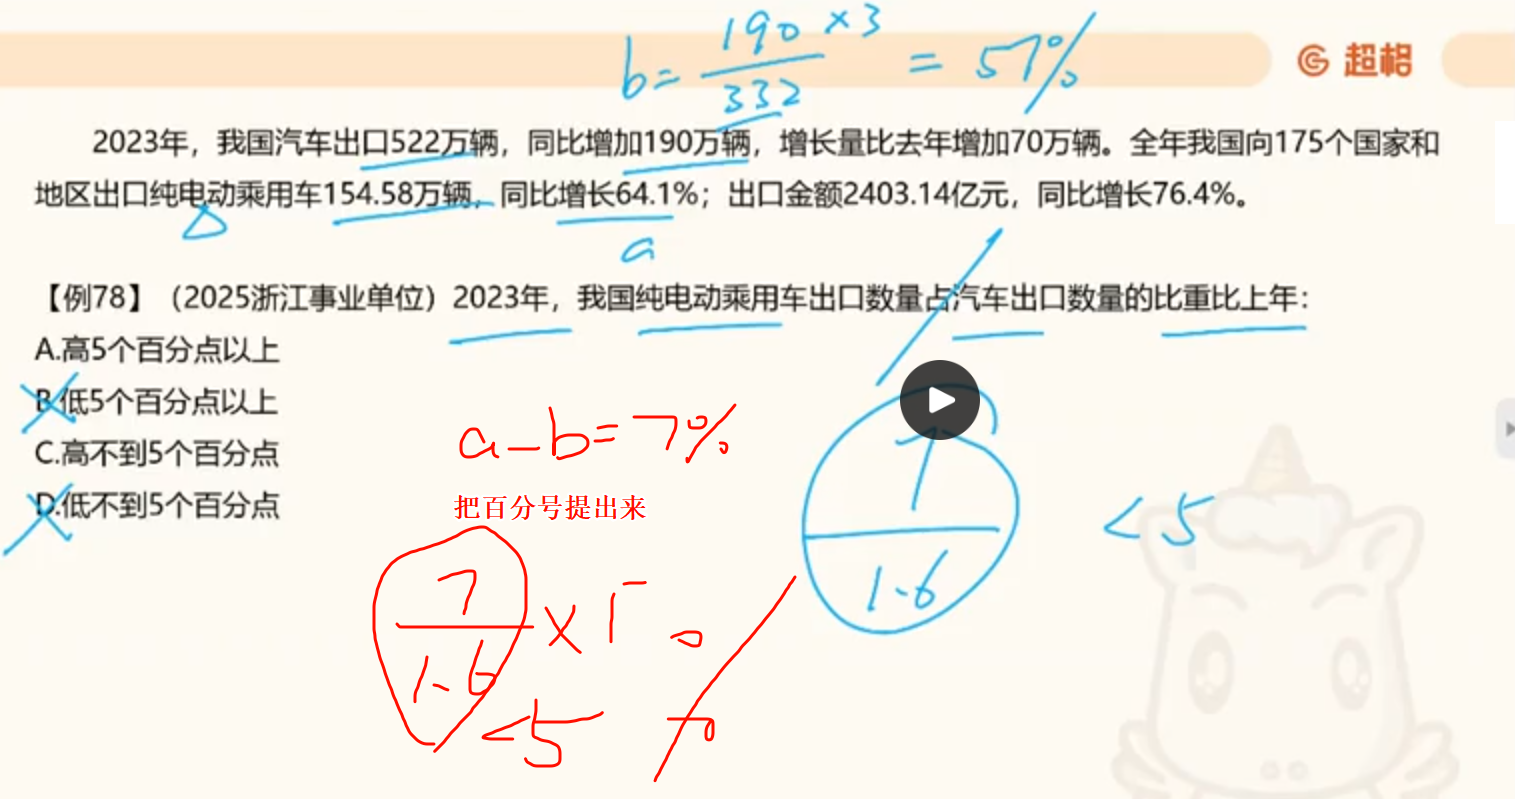 b= 190×3/332 = 57%
超格
2023年，我国汽车出口522万辆，同比增加190万辆，增长量比去年增加70万辆。全年我国向175个国家和
地区出口纯电动乘用车154.58万辆，同比增长64.1%；出口金额2403.14亿元，同比增长76.4%。
a
【例78】（2025浙江事业单位）2023年，我国纯电动乘用车出口数量占汽车出口数量的比重比上年：
A.高5个百分点以上
B.低5个百分点以上
C.高不到5个百分点
D.低不到5个百分点
a-b=7%
把百分号提出来
7/1.6 ×
<5
7
1.6
<5